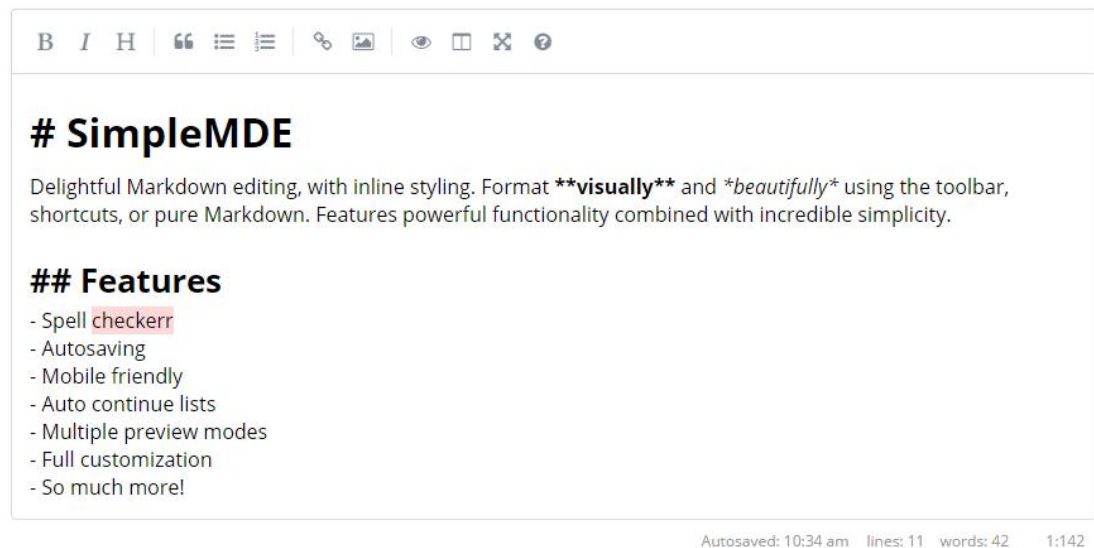 B I H
# SimpleMDE
Delightful Markdown editing, with inline styling. Format **visually** and *beautifully* using the toolbar,
shortcuts, or pure Markdown. Features powerful functionality combined with incredible simplicity.
## Features
- Spell checkerr
- Autosaving
- Mobile friendly
- Auto continue lists
- Multiple preview modes
- Full customization
- So much more!
Autosaved: 10:34 am lines: 11 words: 42 1:142